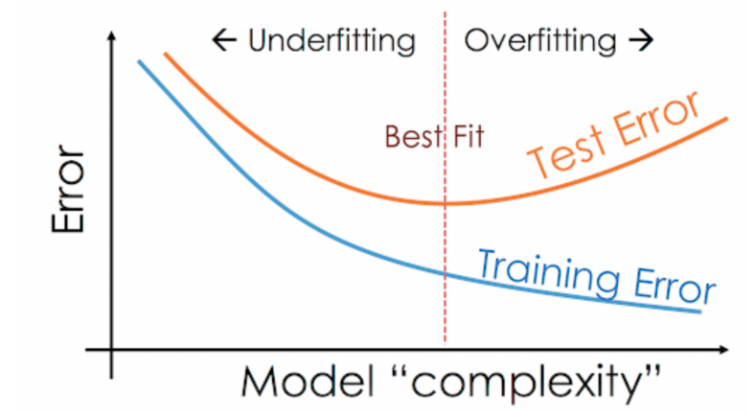 ← Underfitting
Overfitting →
Best Fit
Test Error
Error
Training Error
Model “complexity”